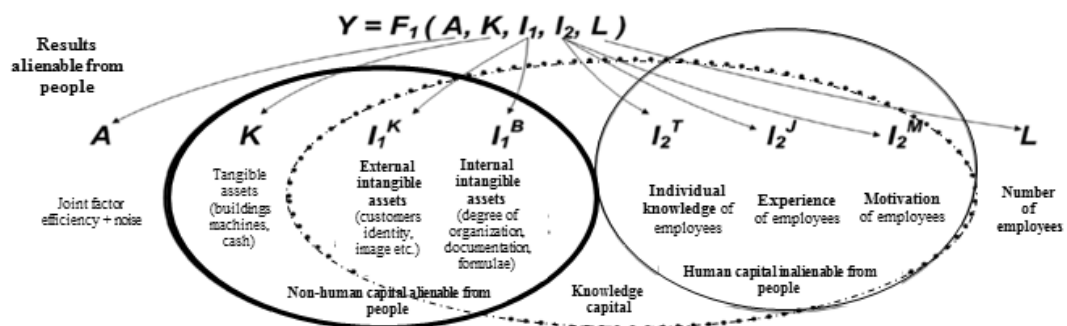 Y = F₁ ( A, K, I₁, I₂, L )
Results
alienable from
people
A
K
I₁ᴷ
I₁ᴮ
I₂ᵀ
I₂ᴶ
I₂ᴹ
L
Joint factor
efficiency + noise
Tangible
assets
(buildings
machines,
cash)
External
intangible
assets
(customers
identity,
image etc.)
Internal
intangible
assets
(degree of
organization,
documentation,
formulae)
Individual
knowledge of
employees
Experience
of employees
Motivation
of employees
Number
of
employees
Non-human capital alienable from
people
Knowledge
capital
Human capital inalienable from
people